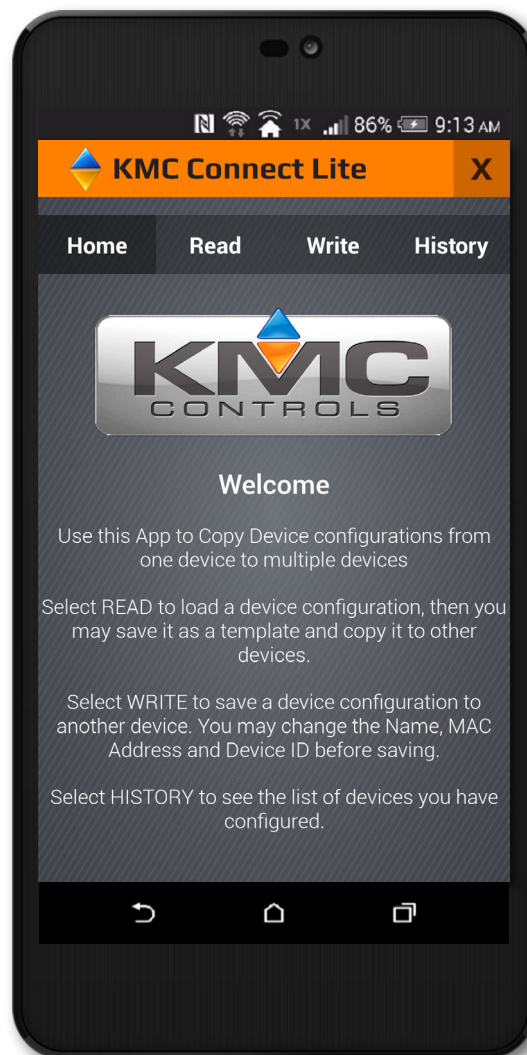 1X 86% 9:13 AM
KMC Connect Lite X
Home Read Write History
KMC
CONTROLS
Welcome
Use this App to Copy Device configurations from
one device to multiple devices
Select READ to load a device configuration, then you
may save it as a template and copy it to other
devices.
Select WRITE to save a device configuration to
another device. You may change the Name, MAC
Address and Device ID before saving.
Select HISTORY to see the list of devices you have
configured.